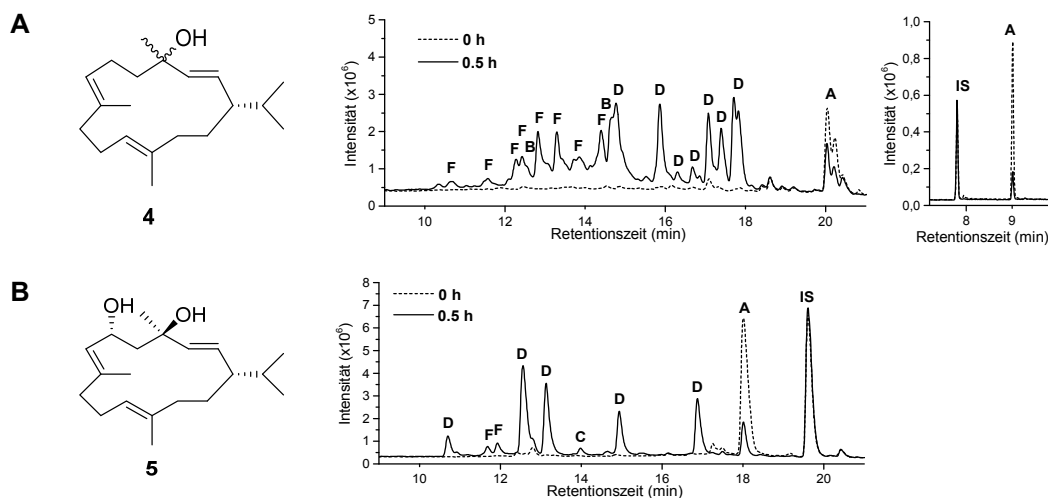 A
OH
4
Intensität (x10⁶)
6
5
4
3
2
1
0
0 h
0.5 h
F F F F B F F F F B D D D D D D D A
10 12 14 16 18 20
Retentionszeit (min)
Intensität (x10⁶)
1,0
0,8
0,6
0,4
0,2
0,0
IS A
8 9
Retentionszeit (min)
B
OH OH
5
Intensität (x10⁶)
8
7
6
5
4
3
2
1
0
0 h
0.5 h
D F F D D C D D A IS
10 12 14 16 18 20
Retentionszeit (min)